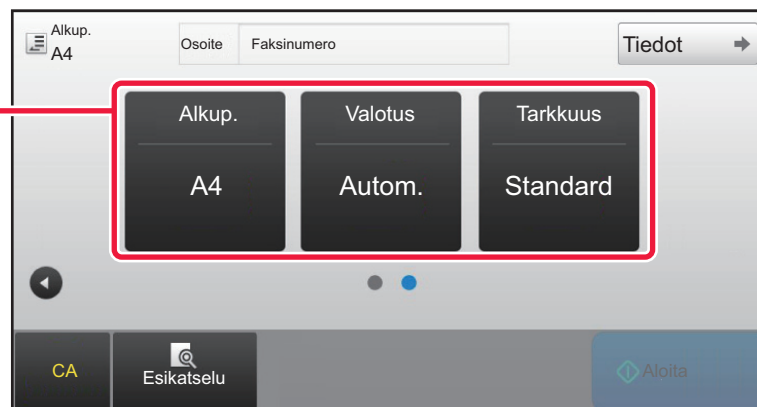 Alkup.
A4
Osoite Faksinumero
Tiedot
Alkup. Valotus Tarkkuus
A4 Autom. Standard
CA Esikatselu Aloita